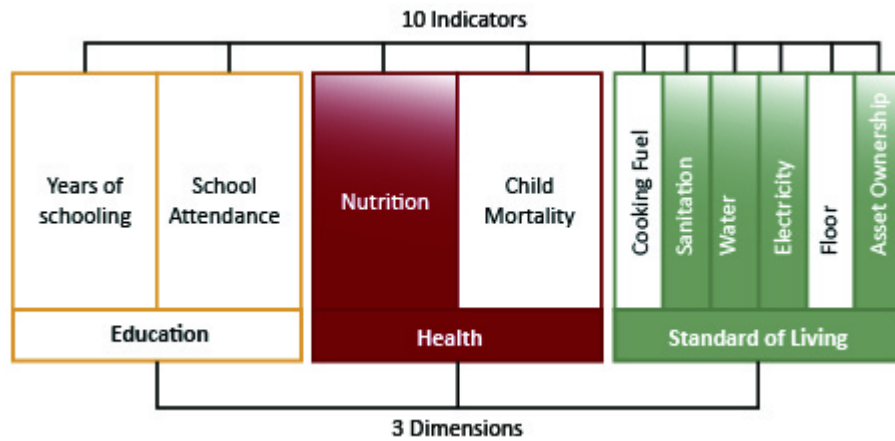 10 Indicators
Years of
schooling
School
Attendance
Nutrition
Child
Mortality
Cooking Fuel
Sanitation
Water
Electricity
Floor
Asset Ownership
Education
Health
Standard of Living
3 Dimensions